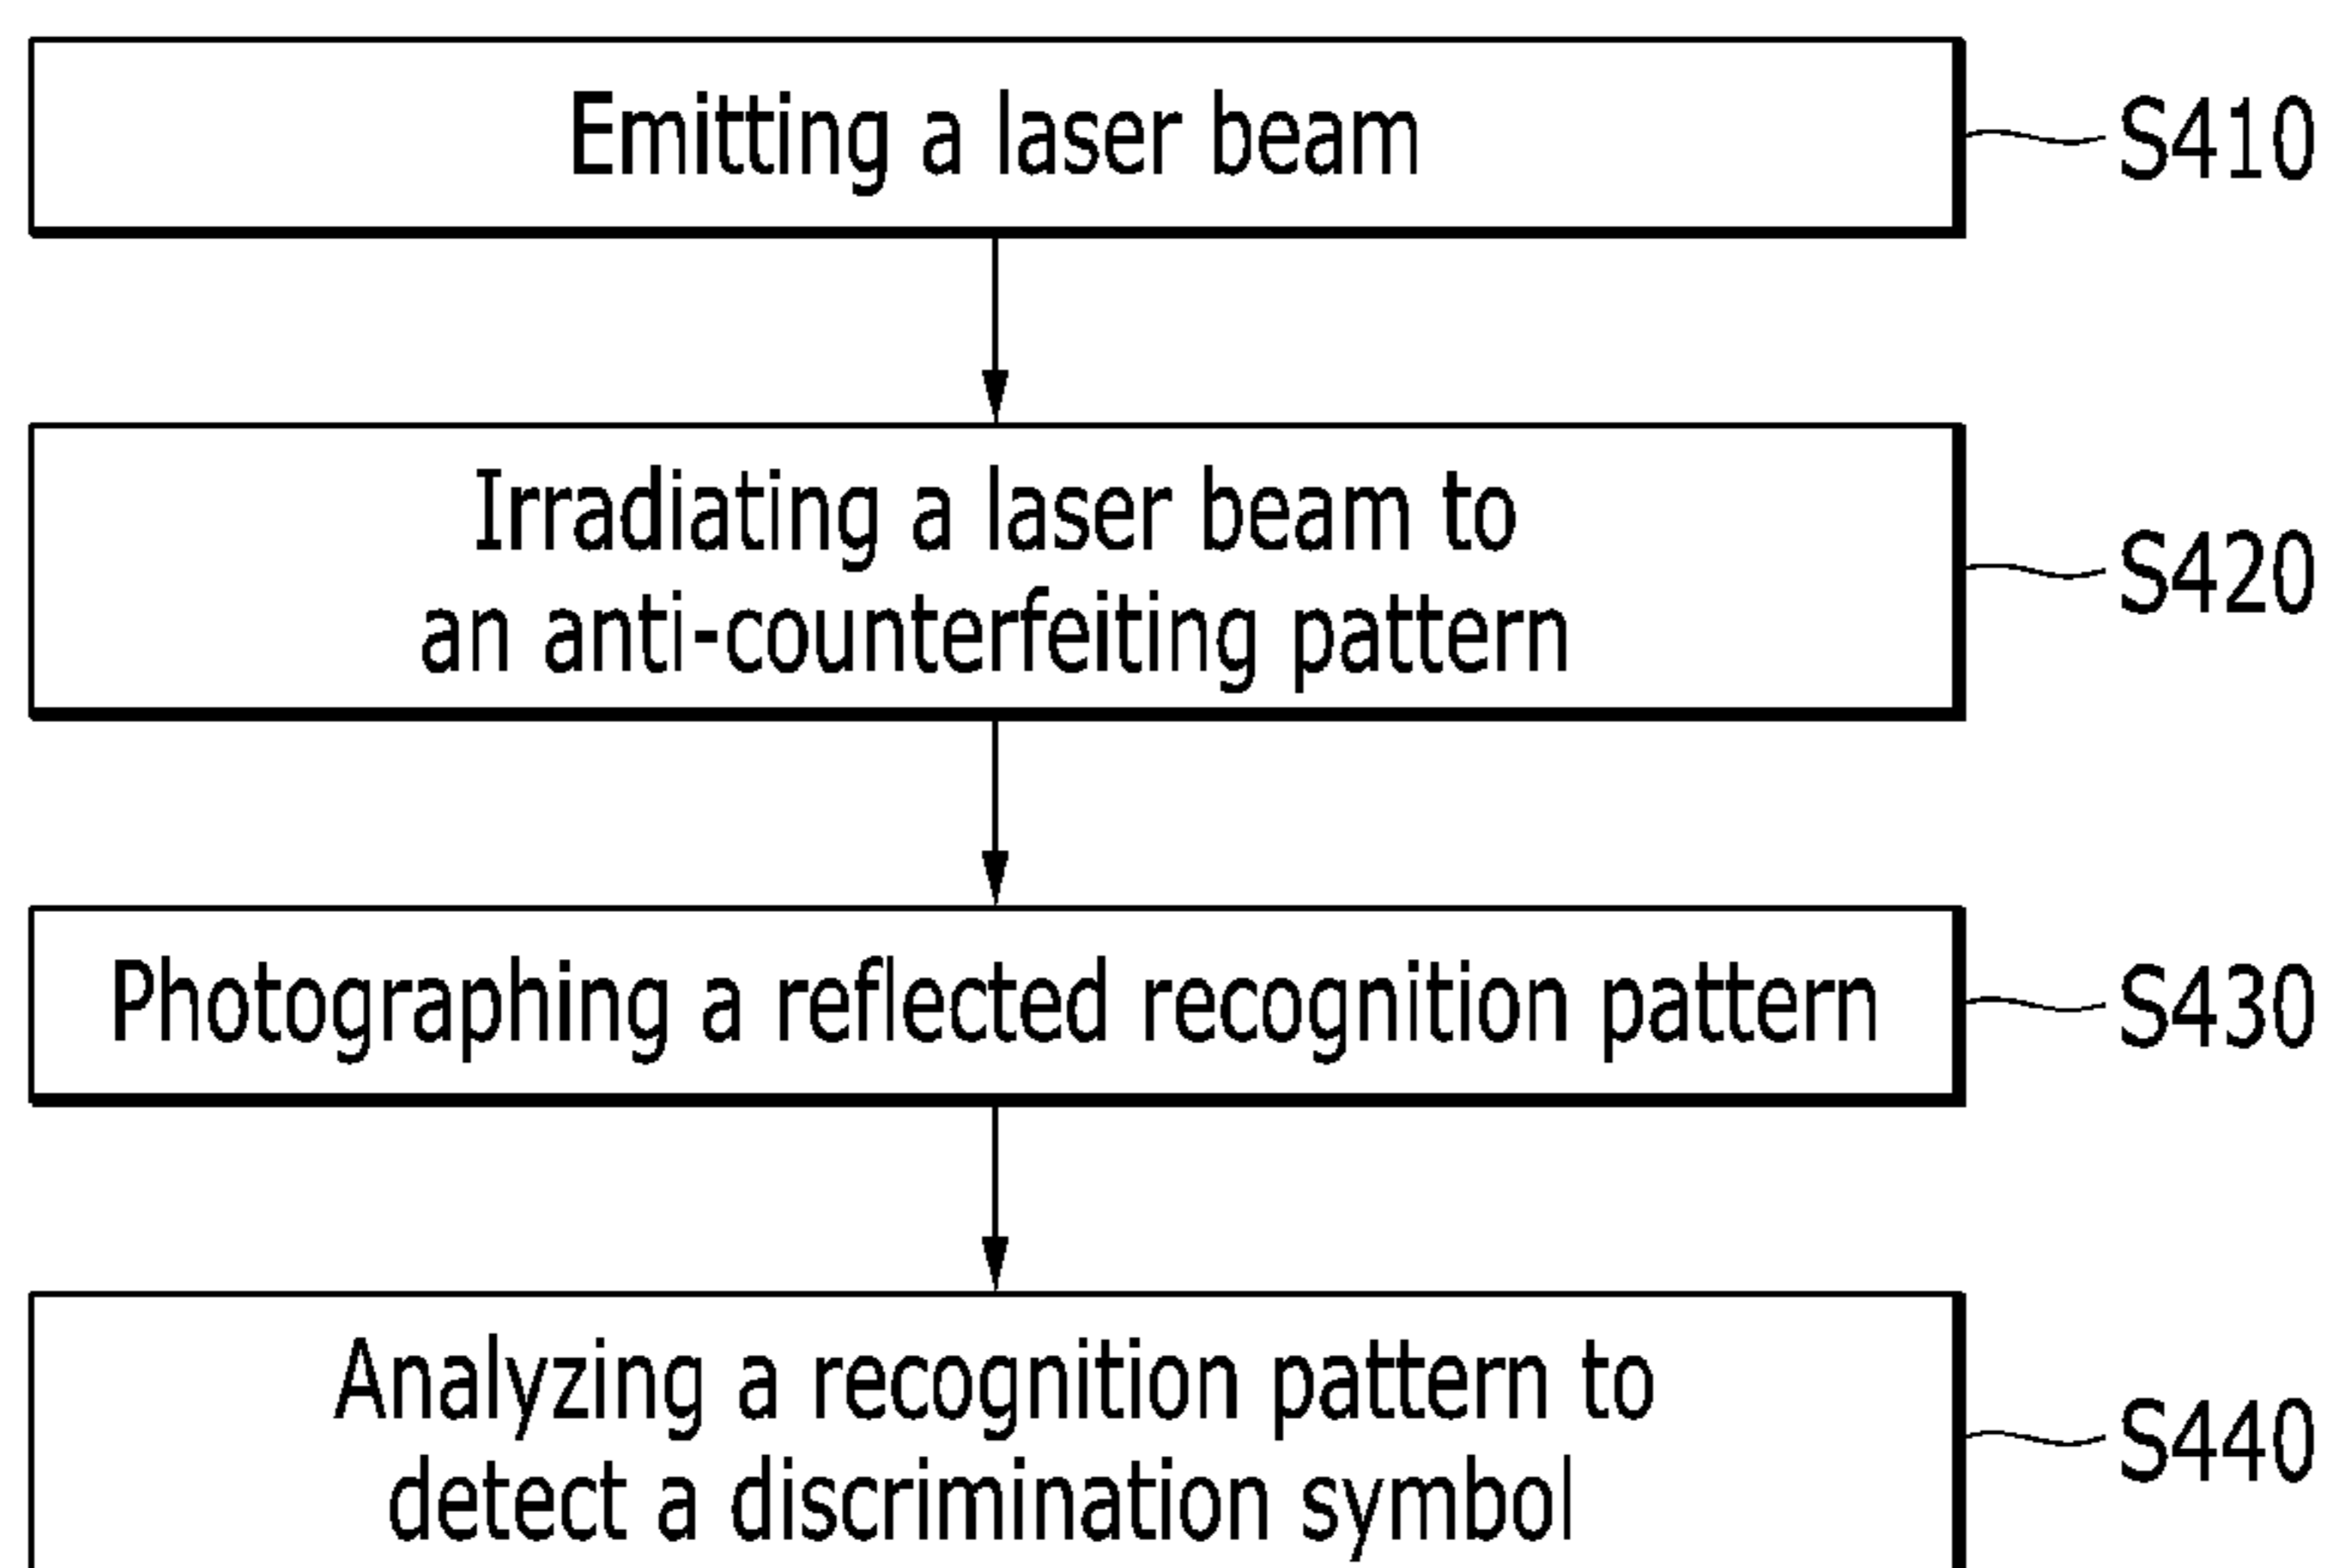 Emitting a laser beam
S410
Irradiating a laser beam to
an anti-counterfeiting pattern
S420
Photographing a reflected recognition pattern
S430
Analyzing a recognition pattern to
detect a discrimination symbol
S440